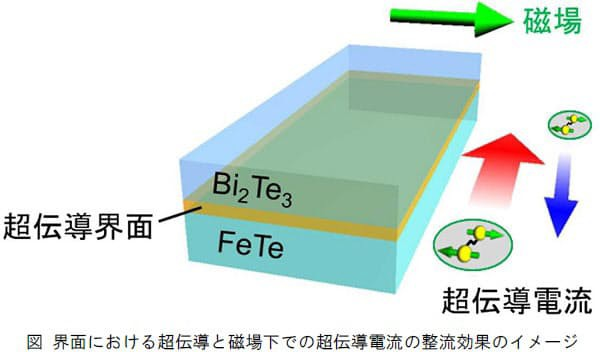 磁場
Bi₂Te₃
超伝導界面
FeTe
超伝導電流
図 界面における超伝導と磁場下での超伝導電流の整流効果のイメージ